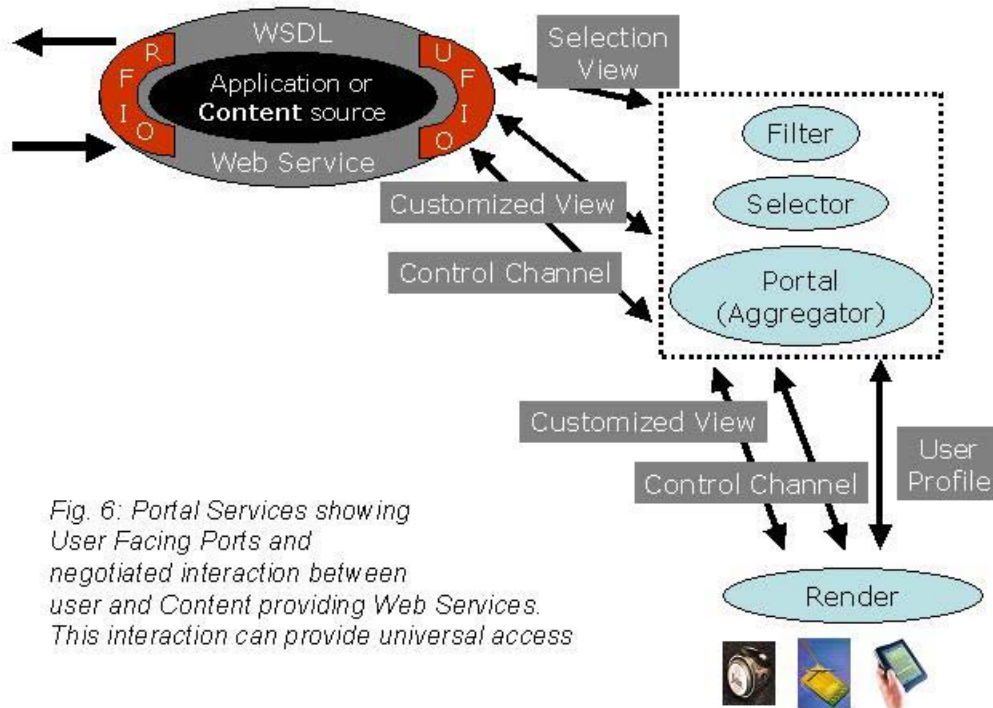 WSDL
R
F
I
O
Application or
Content source
U
F
I
O
Web Service
Selection
View
Filter
Selector
Portal
(Aggregator)
Customized View
Control Channel
Customized View
Control Channel
User
Profile
Render
Fig. 6: Portal Services showing
User Facing Ports and
negotiated interaction between
user and Content providing Web Services.
This interaction can provide universal access